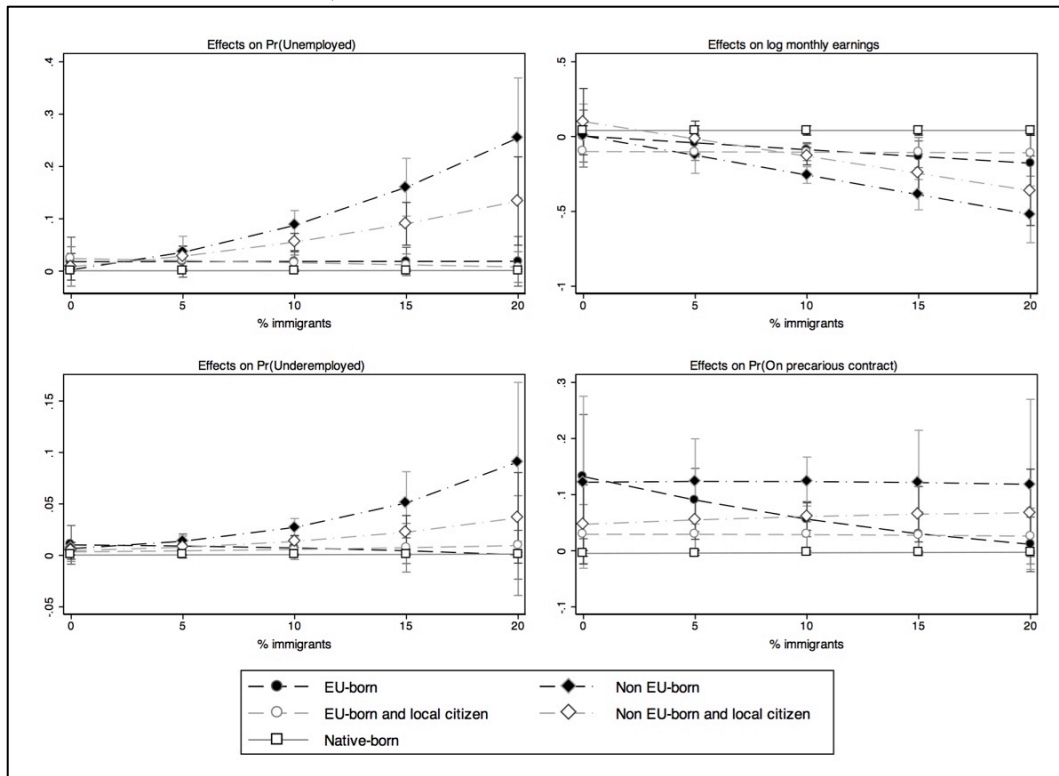 Effects on Pr(Unemployed)
.4
.3
.2
.1
0
0 5 10 15 20
% immigrants
Effects on log monthly earnings
.5
0
-.5
-1
0 5 10 15 20
% immigrants
Effects on Pr(Underemployed)
.15
.1
.05
0
-.05
0 5 10 15 20
% immigrants
Effects on Pr(On precarious contract)
.3
.2
.1
0
-.1
0 5 10 15 20
% immigrants
EU-born
Non EU-born
EU-born and local citizen
Non EU-born and local citizen
Native-born